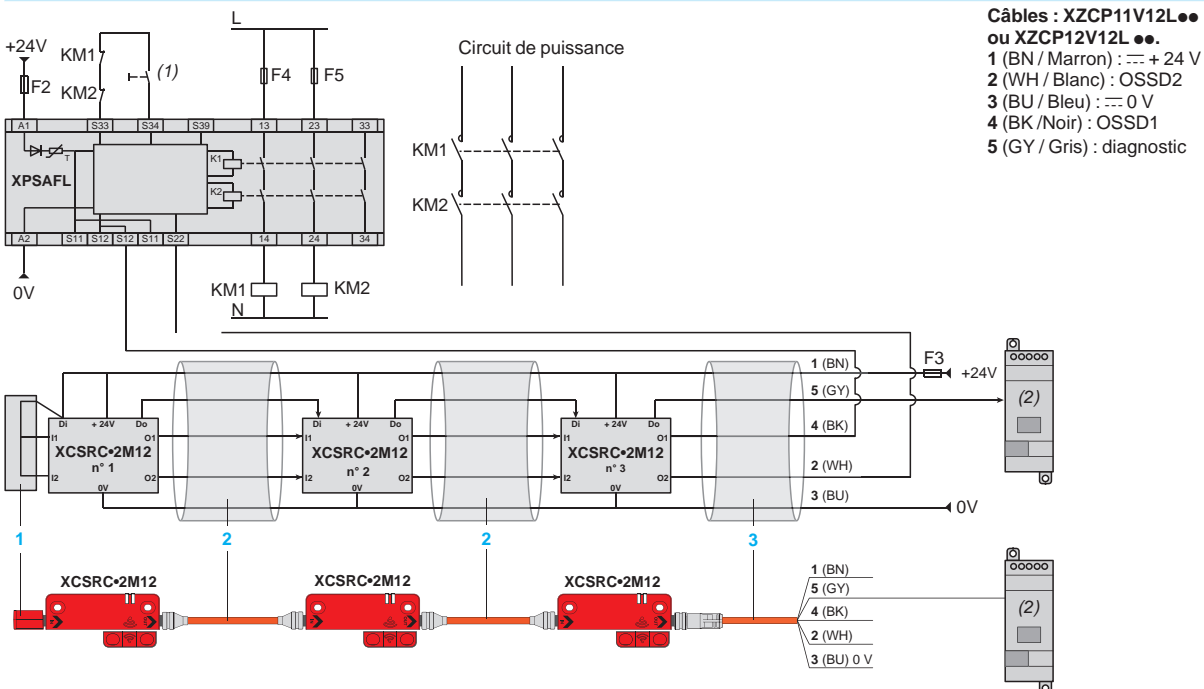 L
Câbles : XZCP11V12L●●
ou XZCP12V12L ●●.
1 (BN / Marron) : ⎓ + 24 V
2 (WH / Blanc) : OSSD2
3 (BU / Bleu) : ⎓ 0 V
4 (BK /Noir) : OSSD1
5 (GY / Gris) : diagnostic
+24V
KM1
(1)
F2
KM2
F4
F5
Circuit de puissance
A1
S33
S34
S39
13
23
33
T
K1
K2
XPSAFL
KM1
KM2
A2
S11
S12
S12
S11
S22
14
24
34
0V
KM1
KM2
N
1 (BN)
F3
+24V
5 (GY)
(2)
4 (BK)
2 (WH)
3 (BU)
0V
Di
+ 24V
Do
I1
O1
XCSRC•2M12
n° 1
I2
O2
0V
Di
+ 24V
Do
I1
O1
XCSRC•2M12
n° 2
I2
O2
0V
Di
+ 24V
Do
I1
O1
XCSRC•2M12
n° 3
I2
O2
0V
1
2
2
3
XCSRC•2M12
XCSRC•2M12
XCSRC•2M12
1 (BN)
5 (GY)
4 (BK)
2 (WH)
3 (BU) 0 V
(2)